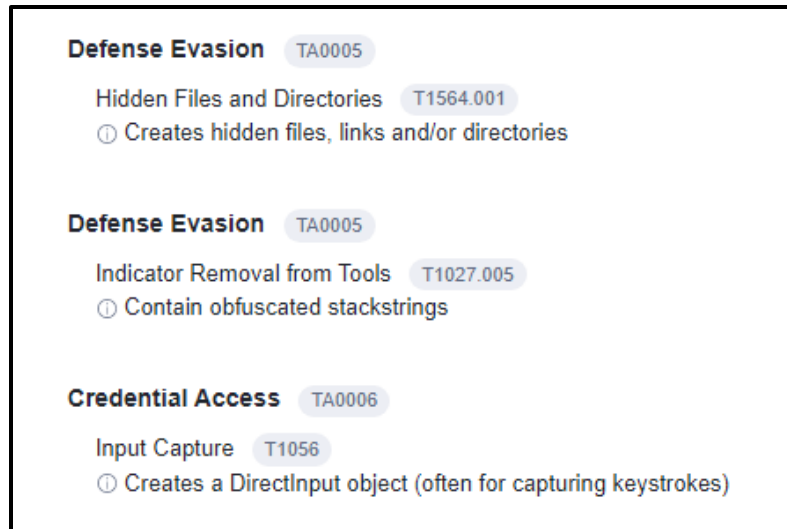 Defense Evasion TA0005
Hidden Files and Directories T1564.001
Creates hidden files, links and/or directories
Defense Evasion TA0005
Indicator Removal from Tools T1027.005
Contain obfuscated stackstrings
Credential Access TA0006
Input Capture T1056
Creates a DirectInput object (often for capturing keystrokes)